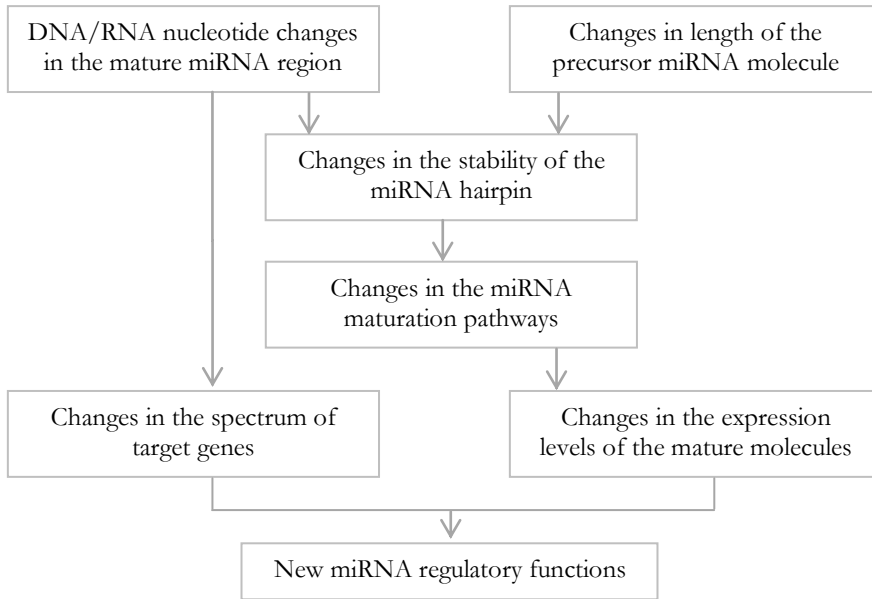 DNA/RNA nucleotide changes
in the mature miRNA region
Changes in length of the
precursor miRNA molecule
Changes in the stability of the
miRNA hairpin
Changes in the miRNA
maturation pathways
Changes in the spectrum of
target genes
Changes in the expression
levels of the mature molecules
New miRNA regulatory functions